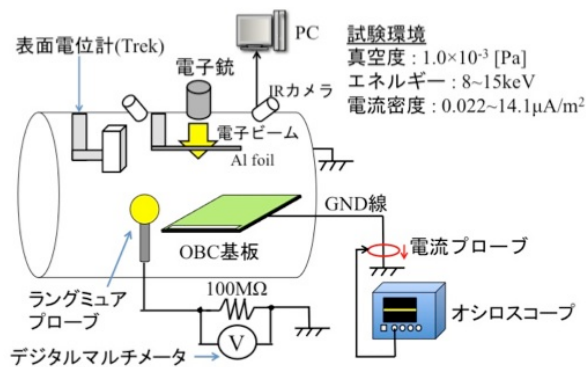 表面電位計(Trek)
電子銃
PC
IRカメラ
電子ビーム
Al foil
試験環境
真空度 : 1.0×10⁻³ [Pa]
エネルギー : 8~15keV
電流密度 : 0.022~14.1μA/m²
GND線
OBC基板
電流プローブ
ラングミュア
プローブ
100MΩ
V
オシロスコープ
デジタルマルチメータ